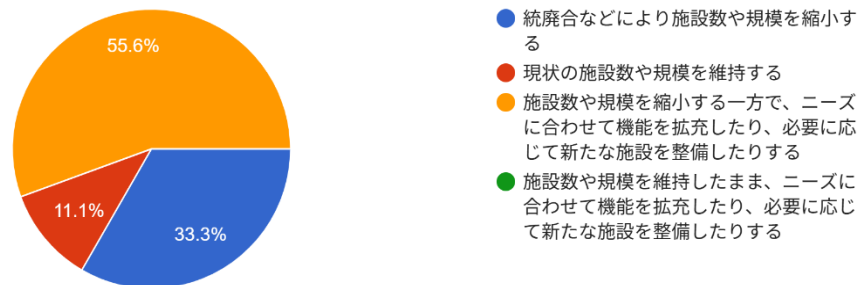 55.6%
11.1%
33.3%
統廃合などにより施設数や規模を縮小す
る
現状の施設数や規模を維持する
施設数や規模を縮小する一方で、ニーズ
に合わせて機能を拡充したり、必要に応
じて新たな施設を整備したりする
施設数や規模を維持したまま、ニーズに
合わせて機能を拡充したり、必要に応じ
て新たな施設を整備したりする